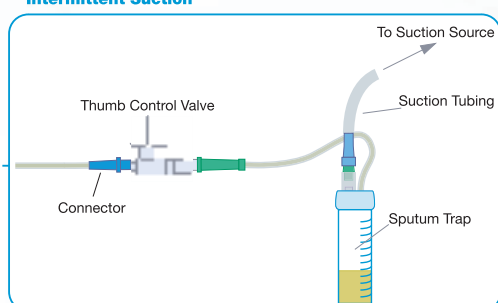 Intermittent Suction
To Suction Source
Suction Tubing
Thumb Control Valve
Connector
Sputum Trap